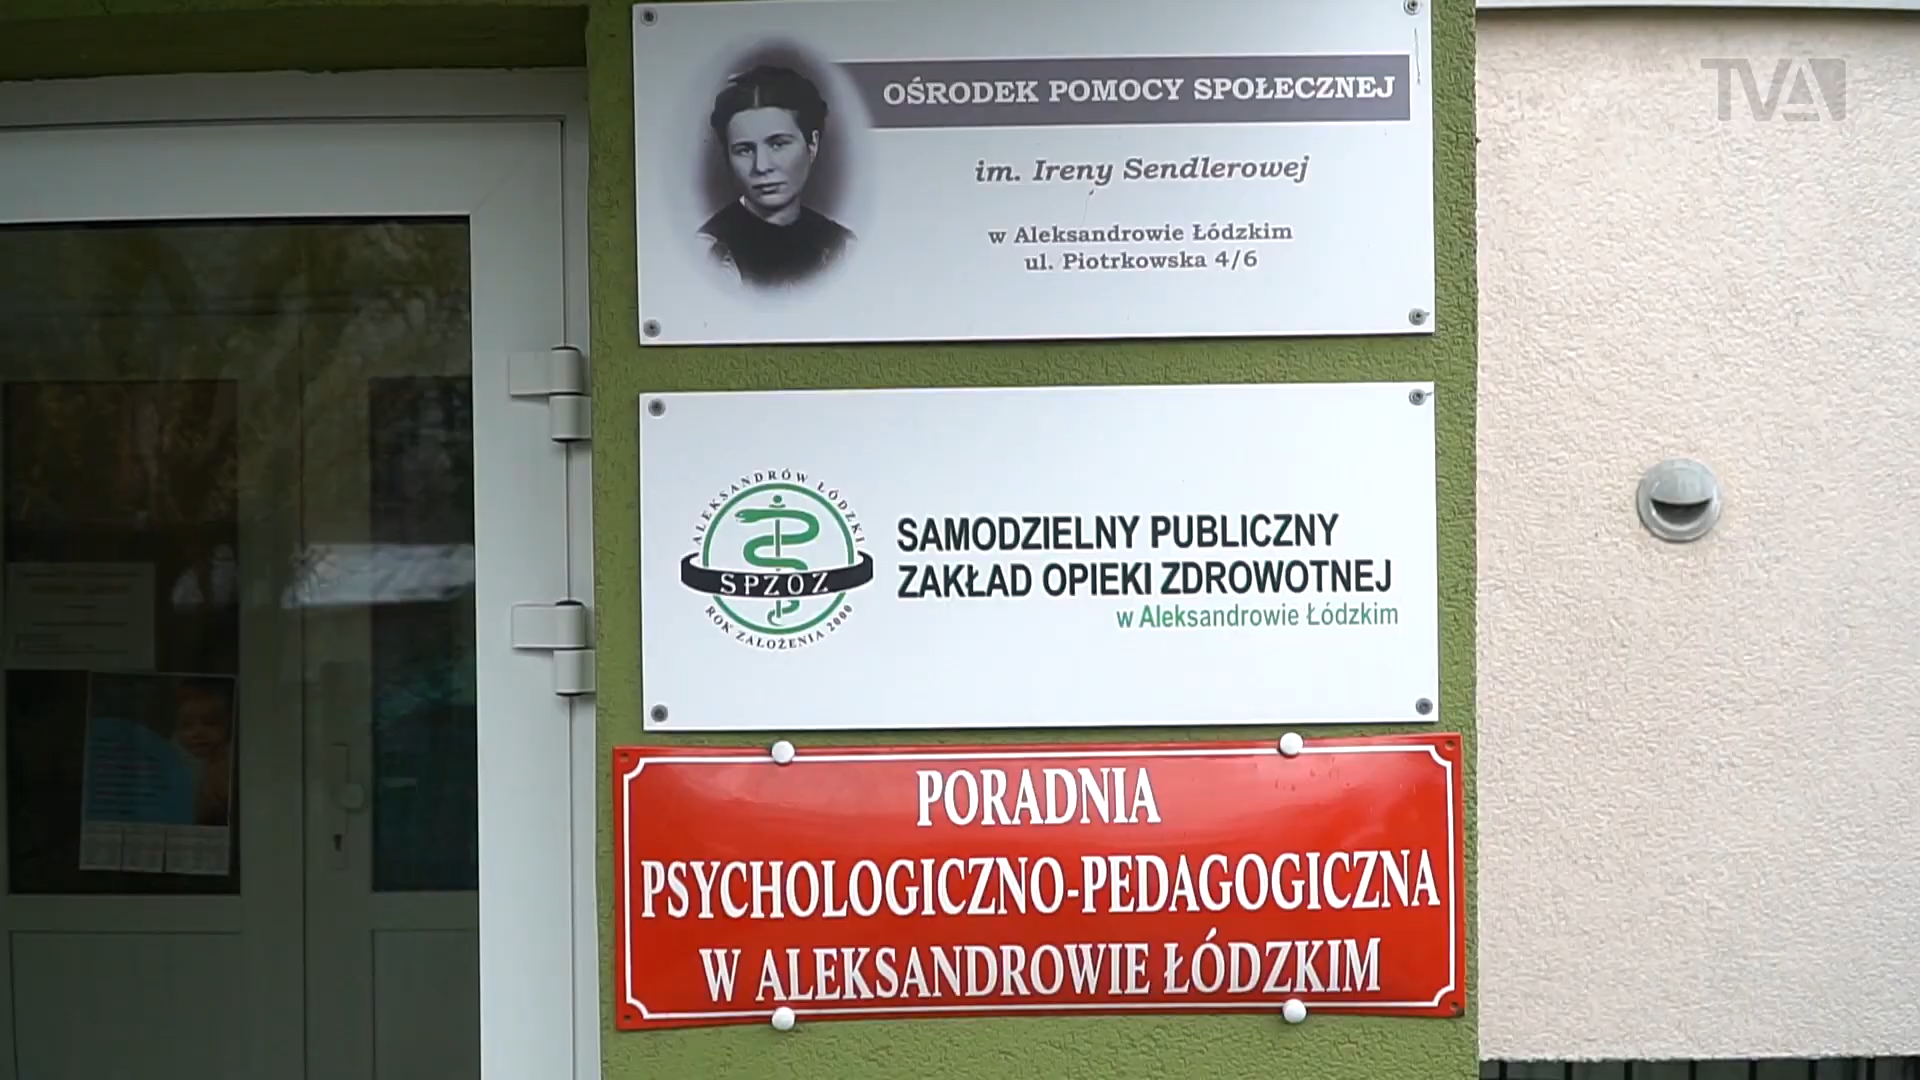 OŚRODEK POMOCY SPOŁECZNEJ
im. Ireny Sendlerowej
w Aleksandrowie Łódzkim
ul. Piotrkowska 4/6
TVA
ALEKSANDRÓW ŁÓDZKI
SPZOZ
ROK ZAŁOŻENIA 2000
SAMODZIELNY PUBLICZNY
ZAKŁAD OPIEKI ZDROWOTNEJ
w Aleksandrowie Łódzkim
PORADNIA
PSYCHOLOGICZNO-PEDAGOGICZNA
W ALEKSANDROWIE ŁÓDZKIM